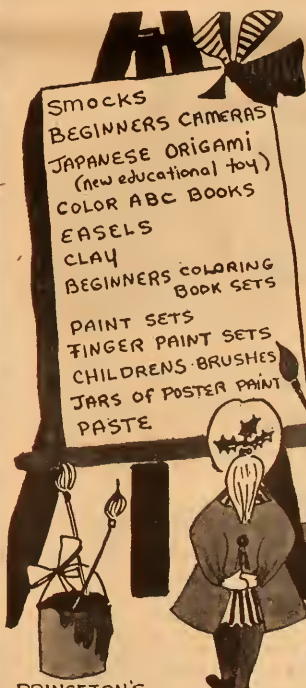 SMOCKS
BEGINNERS CAMERAS
JAPANESE ORIGAMI
(new educational toy)
COLOR ABC BOOKS
EASELS
CLAY
BEGINNERS COLORING
BOOK SETS
PAINT SETS
FINGER PAINT SETS
CHILDRENS BRUSHES
JARS OF POSTER PAINT
PASTE
PRINCETON'S